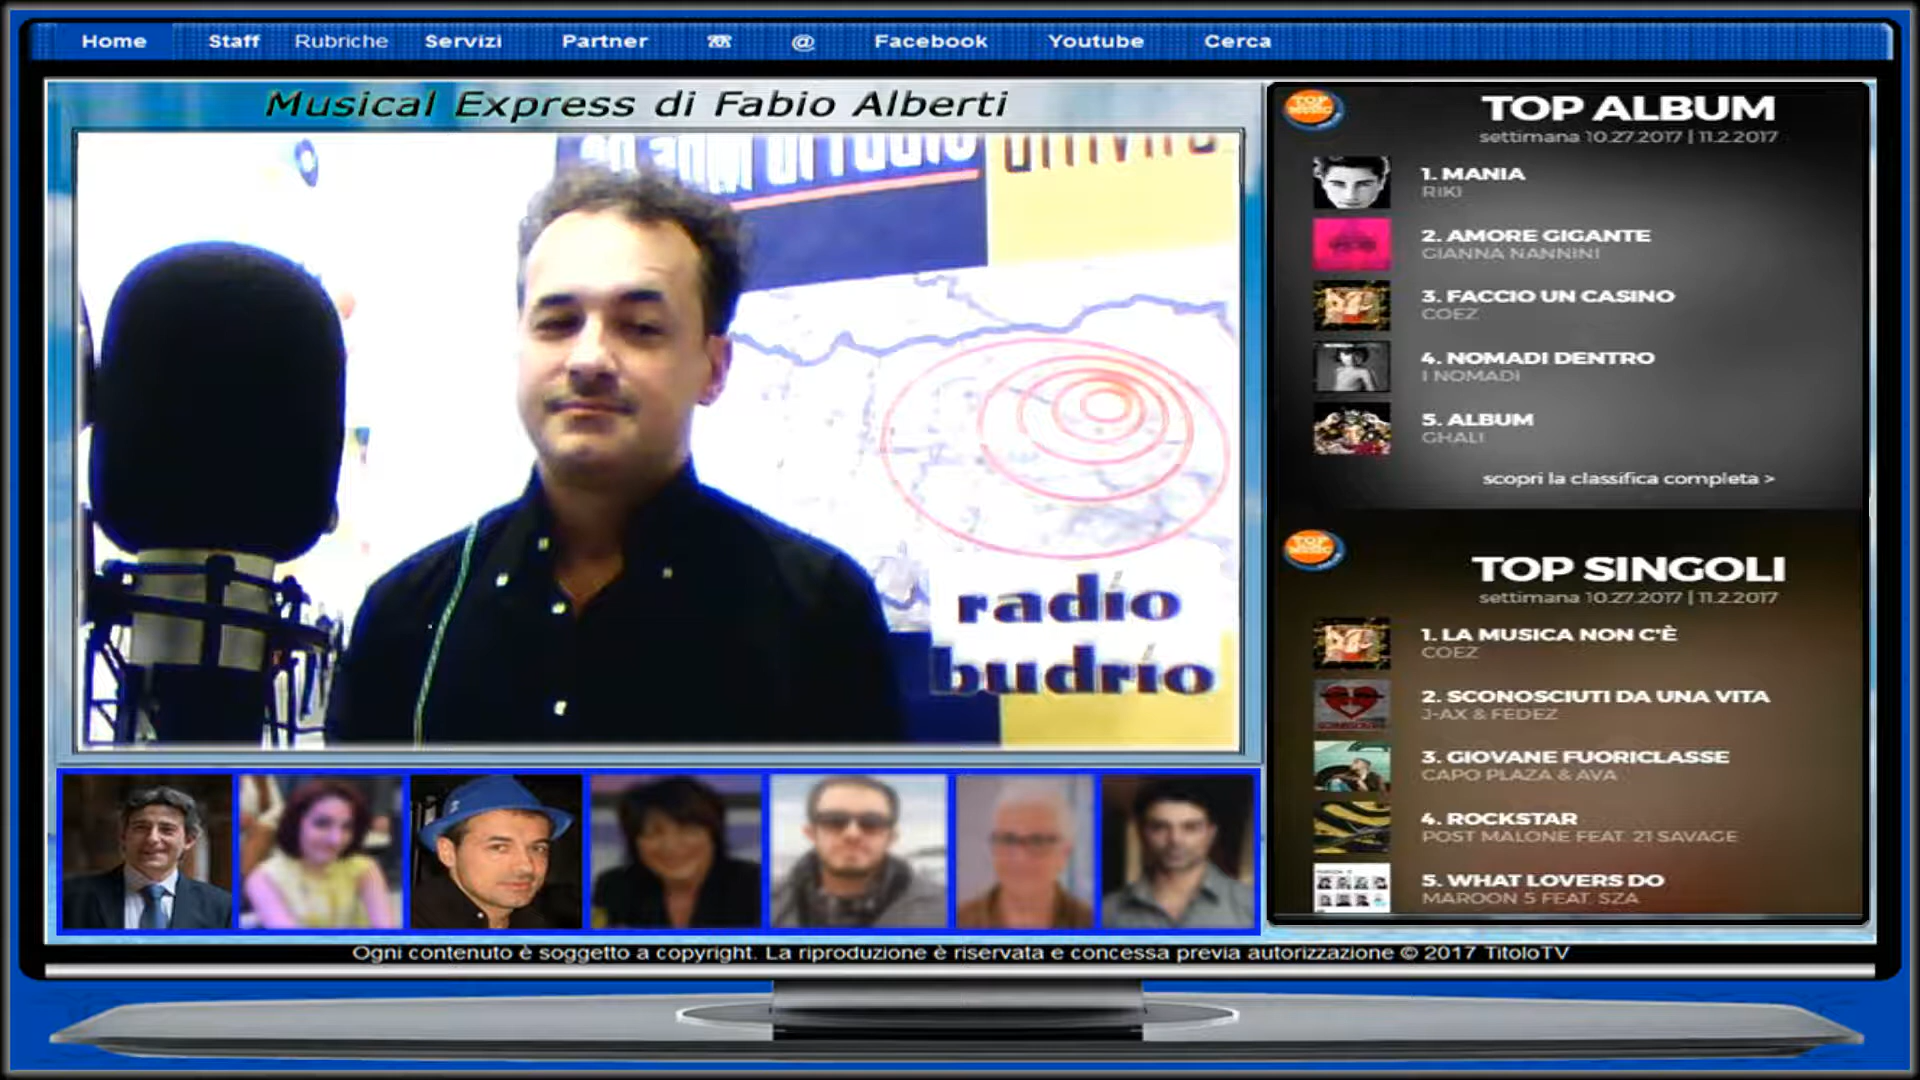 Home Staff Rubriche Servizi Partner ☎ @ Facebook Youtube Cerca
Musical Express di Fabio Alberti
radio
budrio
TOP ALBUM
settimana 10.27.2017 | 11.2.2017
1. MANIA
RIKI
2. AMORE GIGANTE
GIANNA NANNINI
3. FACCIO UN CASINO
COEZ
4. NOMADI DENTRO
I NOMADI
5. ALBUM
GHALI
scopri la classifica completa >
TOP SINGOLI
settimana 10.27.2017 | 11.2.2017
1. LA MUSICA NON C'È
COEZ
2. SCONOSCIUTI DA UNA VITA
J-AX & FEDEZ
3. GIOVANE FUORICLASSE
CAPO PLAZA & AVA
4. ROCKSTAR
POST MALONE FEAT. 21 SAVAGE
5. WHAT LOVERS DO
MAROON 5 FEAT. SZA
Ogni contenuto è soggetto a copyright. La riproduzione è riservata e concessa previa autorizzazione © 2017 TitoloTV